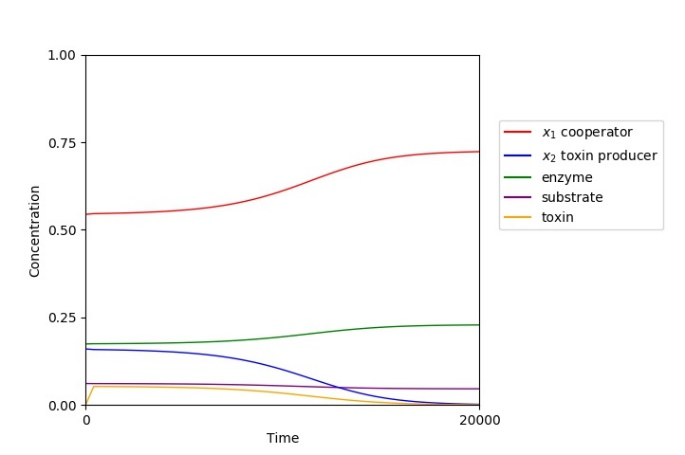 1.00
0.75
0.50
0.25
0.00
Concentration
0
20000
Time
x₁ cooperator
x₂ toxin producer
enzyme
substrate
toxin